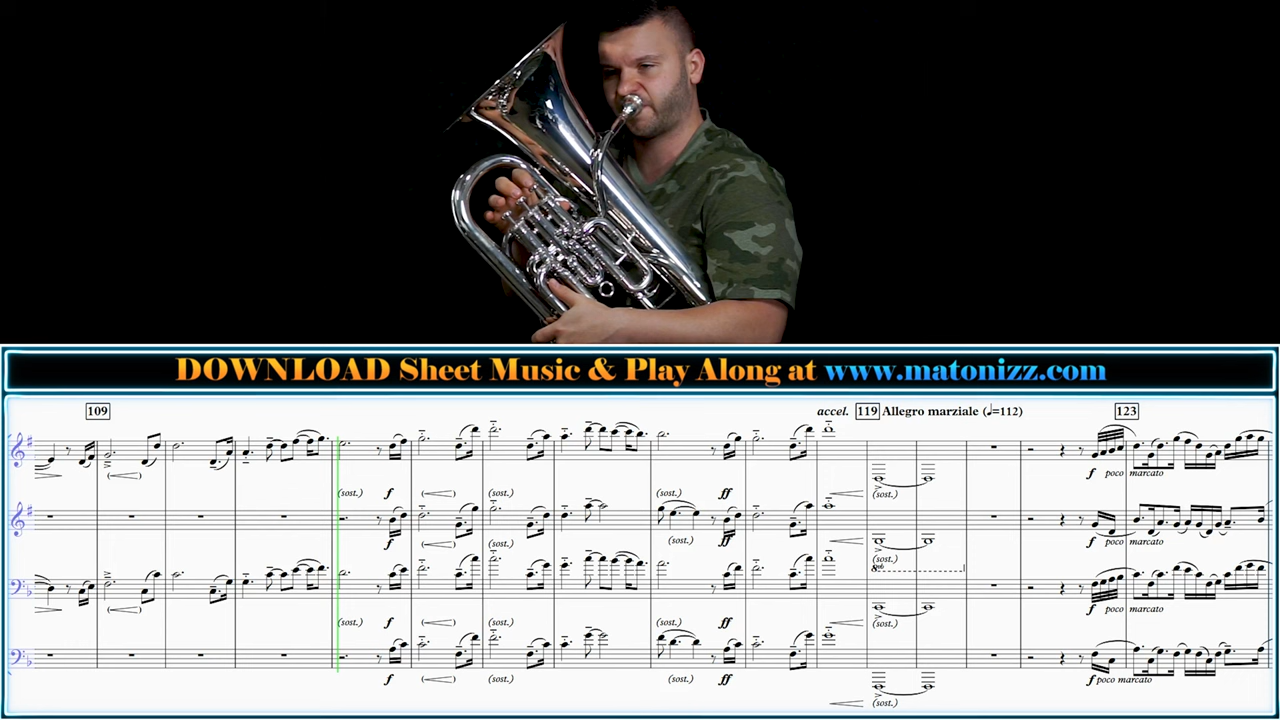 DOWNLOAD Sheet Music & Play Along at www.matonizz.com
109 accel. 119 Allegro marziale (♩=112) 123
f poco marcato
(sost.) f (sost.) (sost.) ff (sost.)
f (sost.) (sost.) ff f poco marcato
(sost.)
8vb
f poco marcato
(sost.) f (sost.) (sost.) ff (sost.)
f (sost.) (sost.) ff f poco marcato
(sost.)